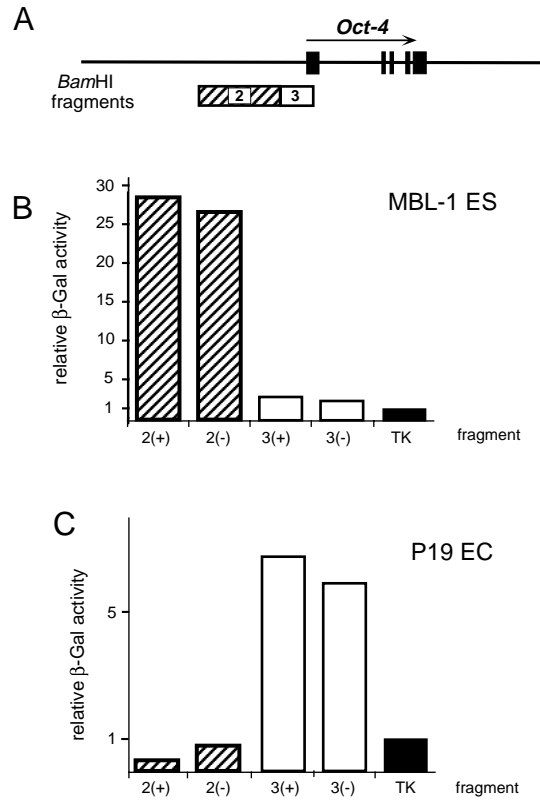 A
Oct-4
BamHI
fragments
2 3
B
MBL-1 ES
relative β-Gal activity
30
25
20
15
10
5
1
2(+) 2(-) 3(+) 3(-) TK fragment
C
P19 EC
relative β-Gal activity
5
1
2(+) 2(-) 3(+) 3(-) TK fragment